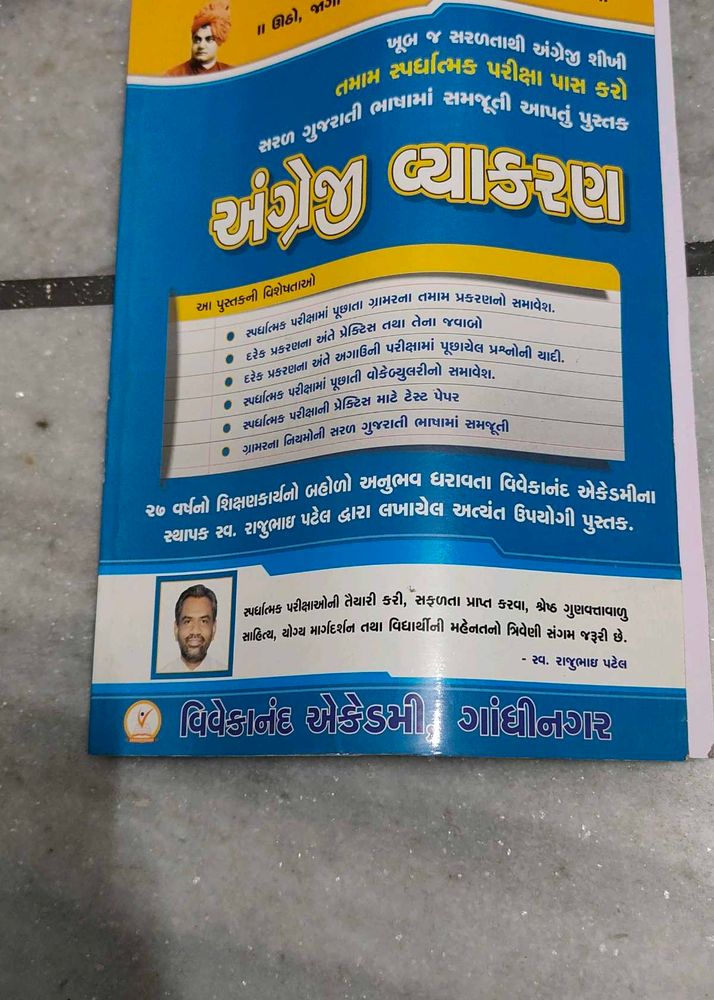 ॥ ઊઠો, જાગો
ખૂબ જ સરળતાથી અંગ્રેજી શીખી
તમામ સ્પર્ધાત્મક પરીક્ષા પાસ કરો
સરળ ગુજરાતી ભાષામાં સમજૂતી આપતું પુસ્તક
અંગ્રેજી વ્યાકરણ
આ પુસ્તકની વિશેષતાઓ
• સ્પર્ધાત્મક પરીક્ષામાં પૂછાતા ગ્રામરના તમામ પ્રકરણનો સમાવેશ.
• દરેક પ્રકરણના અંતે પ્રેક્ટિસ તથા તેના જવાબો
• દરેક પ્રકરણના અંતે અગાઉની પરીક્ષામાં પૂછાયેલ પ્રશ્નોની યાદી.
• સ્પર્ધાત્મક પરીક્ષામાં પૂછાતી વોકેબ્યુલરીનો સમાવેશ.
• સ્પર્ધાત્મક પરીક્ષાની પ્રેક્ટિસ માટે ટેસ્ટ પેપર
• ગ્રામરના નિયમોની સરળ ગુજરાતી ભાષામાં સમજૂતી
૨૭ વર્ષનો શિક્ષણકાર્યનો બહોળો અનુભવ ધરાવતા વિવેકાનંદ એકેડમીના
સ્થાપક સ્વ. રાજુભાઇ પટેલ દ્વારા લખાયેલ અત્યંત ઉપયોગી પુસ્તક.
સ્પર્ધાત્મક પરીક્ષાઓની તૈયારી કરી, સફળતા પ્રાપ્ત કરવા, શ્રેષ્ઠ ગુણવત્તાવાળુ
સાહિત્ય, યોગ્ય માર્ગદર્શન તથા વિદ્યાર્થીની મહેનતનો ત્રિવેણી સંગમ જરૂરી છે.
- સ્વ. રાજુભાઇ પટેલ
વિવેકાનંદ એકેડમી, ગાંધીનગર